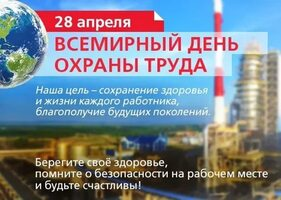 28 апреля
ВСЕМИРНЫЙ ДЕНЬ
ОХРАНЫ ТРУДА
Наша цель – сохранение здоровья
и жизни каждого работника,
благополучие будущих поколений.
Берегите своё здоровье,
помните о безопасности на рабочем месте
и будьте счастливы!